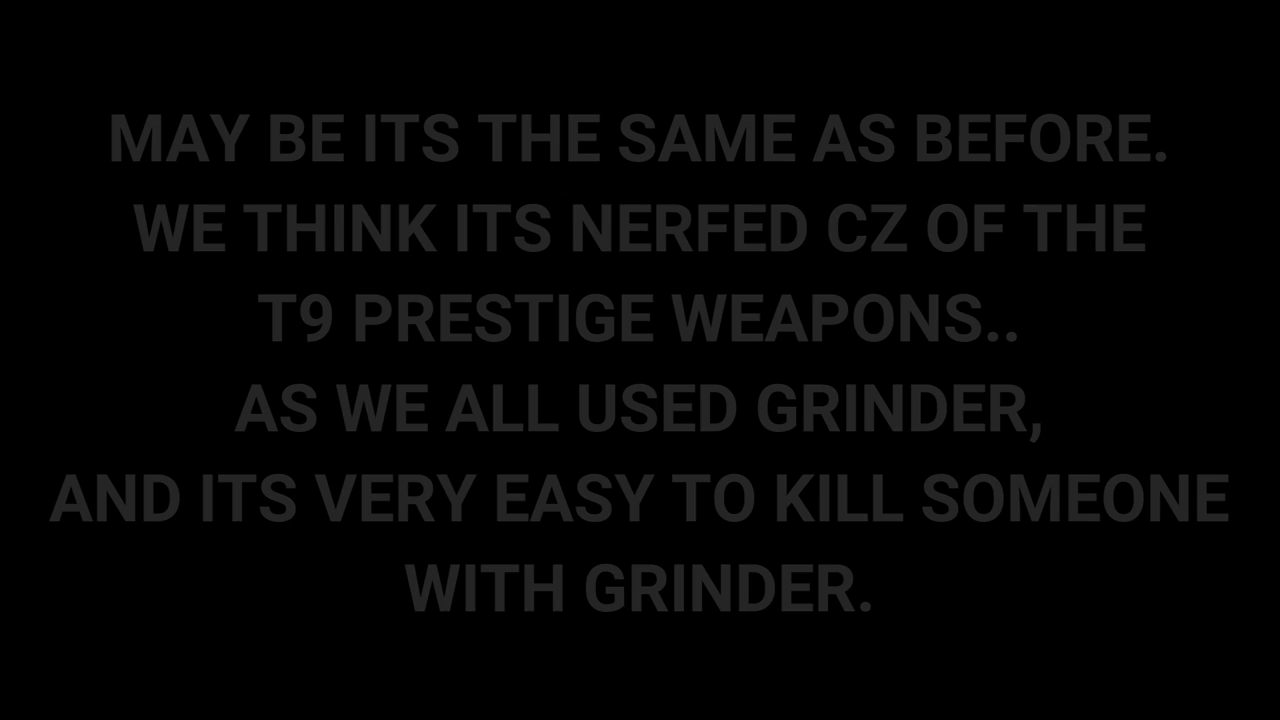 MAY BE ITS THE SAME AS BEFORE.
WE THINK ITS NERFED CZ OF THE
T9 PRESTIGE WEAPONS..
AS WE ALL USED GRINDER,
AND ITS VERY EASY TO KILL SOMEONE
WITH GRINDER.